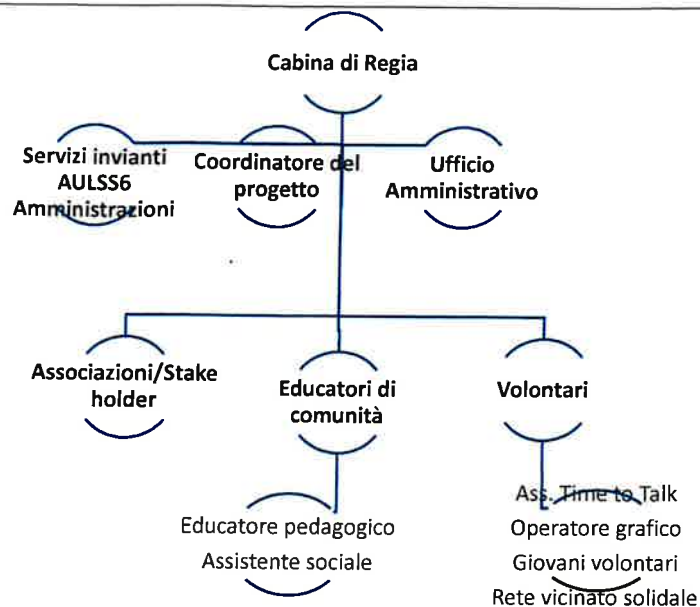 Cabina di Regia
Servizi invianti
AULSS6
Amministrazioni
Coordinatore del
progetto
Ufficio
Amministrativo
Associazioni/Stake
holder
Educatori di
comunità
Volontari
Educatore pedagogico
Assistente sociale
Ass. Time to Talk
Operatore grafico
Giovani volontari
Rete vicinato solidale